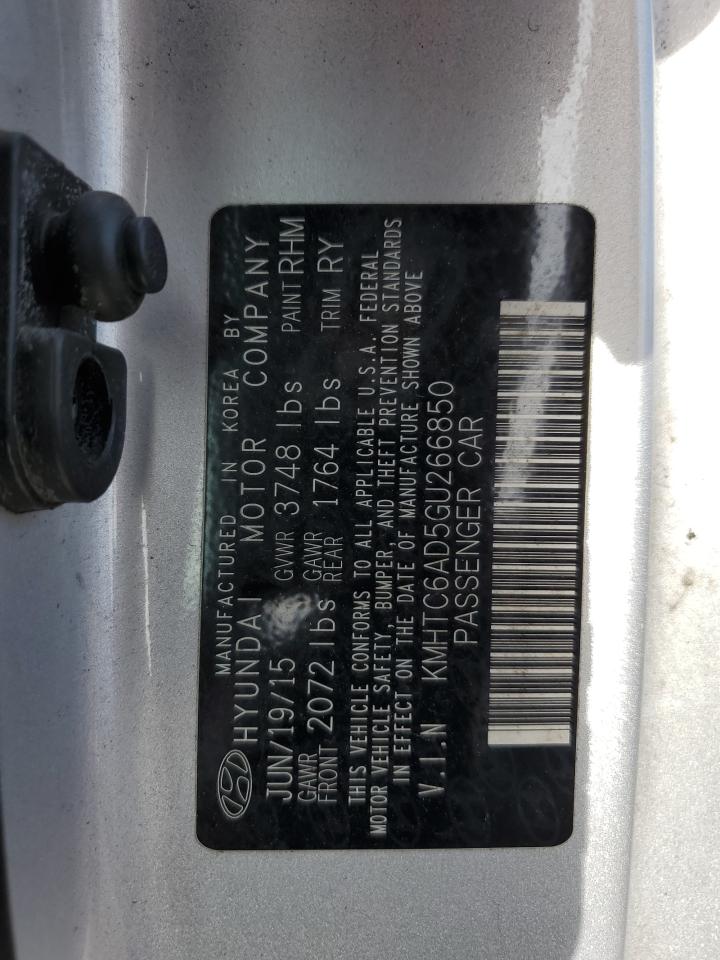 MANUFACTURED IN KOREA BY
HYUNDAI MOTOR COMPANY
JUN/19/15 GVWR 3748 lbs PAINT RHM
GAWR FRONT 2072 lbs GAWR REAR 1764 lbs TRIM RY
THIS VEHICLE CONFORMS TO ALL APPLICABLE U.S.A. FEDERAL
MOTOR VEHICLE SAFETY, BUMPER, AND THEFT PREVENTION STANDARDS
IN EFFECT ON THE DATE OF MANUFACTURE SHOWN ABOVE
V.I.N KMHTC6AD5GU266850
PASSENGER CAR